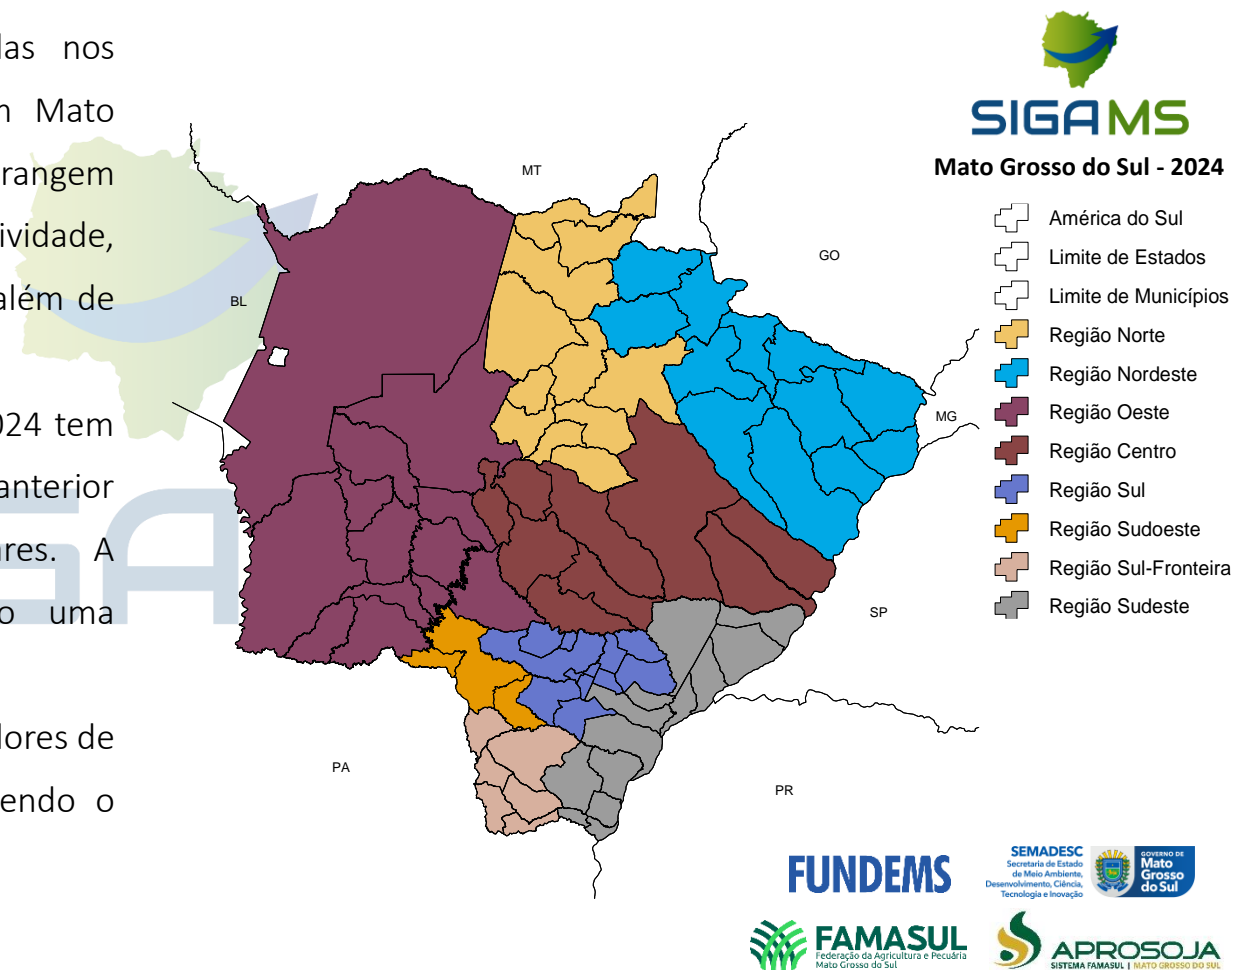 las nos
Mato
rangem
ividade,
além de
024 tem
anterior
ares. A
o uma
lores de
endo o
SIGAMS
Mato Grosso do Sul - 2024
América do Sul
Limite de Estados
Limite de Municípios
Região Norte
Região Nordeste
Região Oeste
Região Centro
Região Sul
Região Sudoeste
Região Sul-Fronteira
Região Sudeste
MT
GO
BL
MG
SP
PA
PR
FUNDEMS
SEMADESC
Secretaria de Estado
de Meio Ambiente,
Desenvolvimento, Ciência,
Tecnologia e Inovação
GOVERNO DE
Mato
Grosso
do Sul
FAMASUL
Federação da Agricultura e Pecuária
Mato Grosso do Sul
APROSOJA
SISTEMA FAMASUL | MATO GROSSO DO SUL